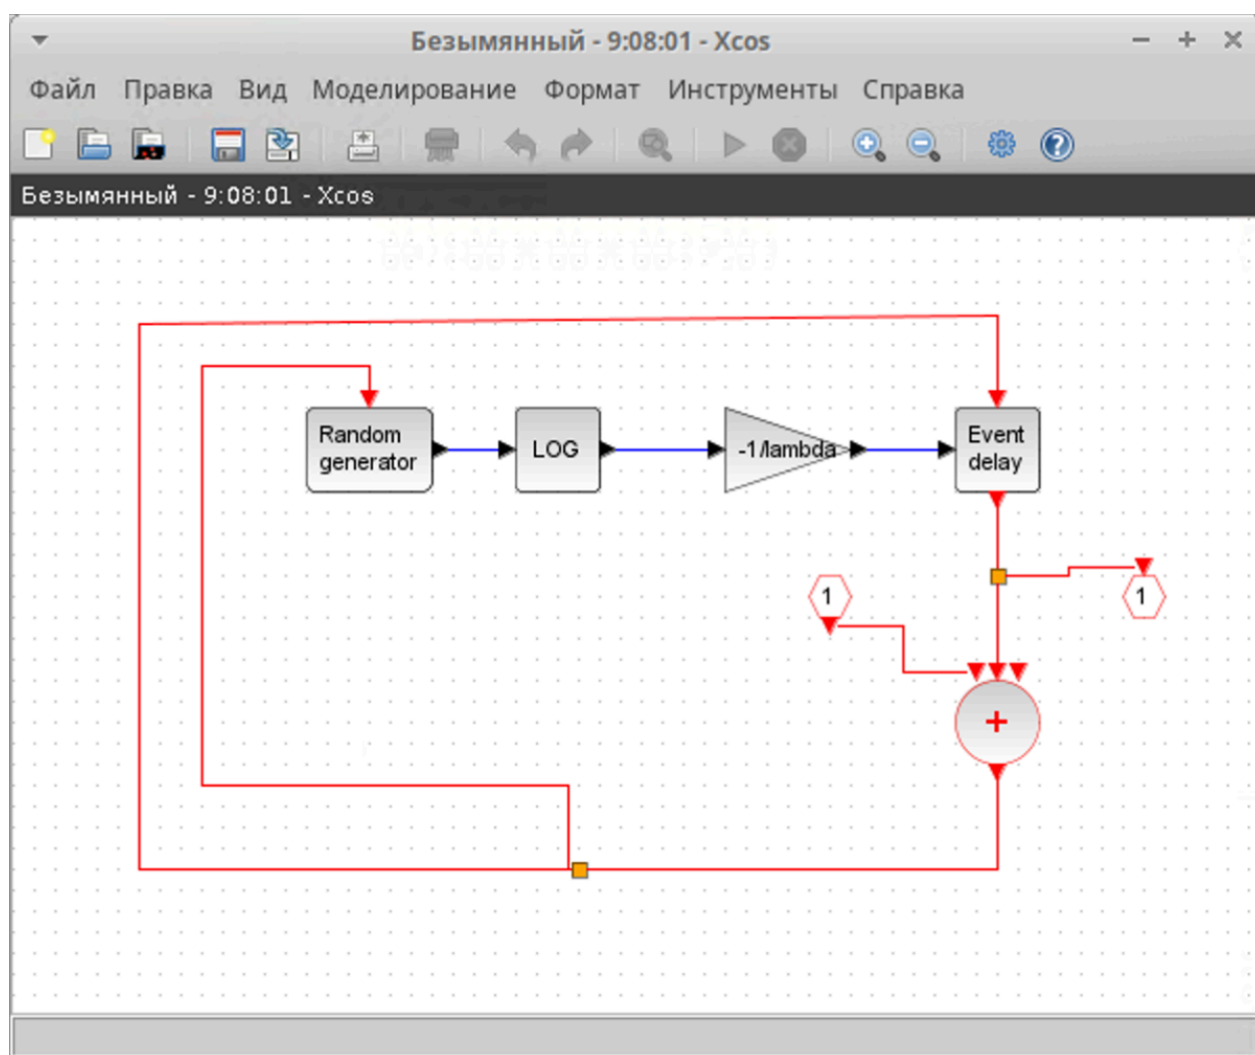 Безымянный - 9:08:01 - Xcos
Файл Правка Вид Моделирование Формат Инструменты Справка
Безымянный - 9:08:01 - Xcos
Random
generator
LOG
-1/lambda
Event
delay
1
1
+